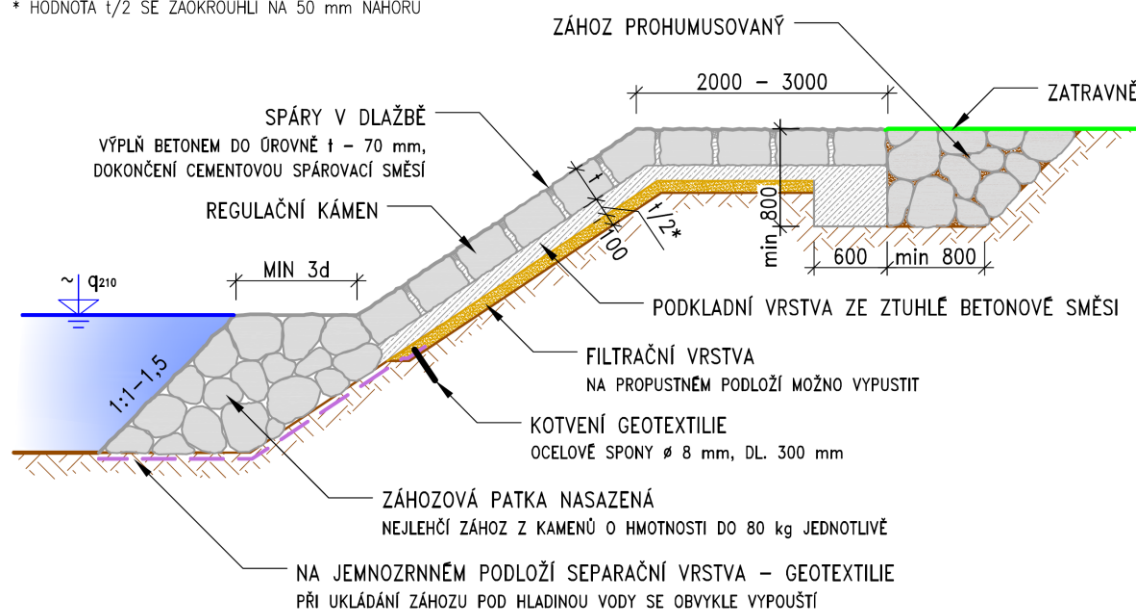 * HODNOTA t/2 SE ZAOKROUHLÍ NA 50 mm NAHORU
ZÁHOZ PROHUMUSOVANÝ
2000 - 3000
ZATRAVNĚ
SPÁRY V DLAŽBĚ
VÝPLŇ BETONEM DO ÚROVNĚ t - 70 mm,
DOKONČENÍ CEMENTOVOU SPÁROVACÍ SMĚSÍ
t
REGULAČNÍ KÁMEN
t/2*
100
min 800
MIN 3d
600
min 800
~ q210
PODKLADNÍ VRSTVA ZE ZTUHLÉ BETONOVÉ SMĚSI
1:1-1,5
FILTRAČNÍ VRSTVA
NA PROPUSTNÉM PODLOŽÍ MOŽNO VYPUSTIT
KOTVENÍ GEOTEXTILIE
OCELOVÉ SPONY ø 8 mm, DL. 300 mm
ZÁHOZOVÁ PATKA NASAZENÁ
NEJLEHČÍ ZÁHOZ Z KAMENŮ O HMOTNOSTI DO 80 kg JEDNOTLIVĚ
NA JEMNOZRNNÉM PODLOŽÍ SEPARAČNÍ VRSTVA - GEOTEXTILIE
PŘI UKLÁDÁNÍ ZÁHOZU POD HLADINOU VODY SE OBVYKLE VYPOUŠTÍ